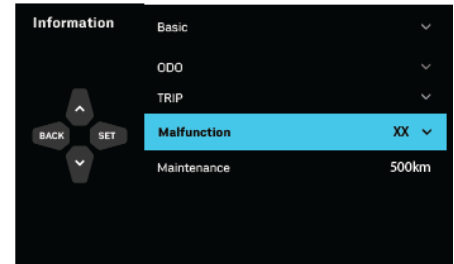 Information
Basic
ODO
TRIP
BACK SET
Malfunction XX
Maintenance 500km